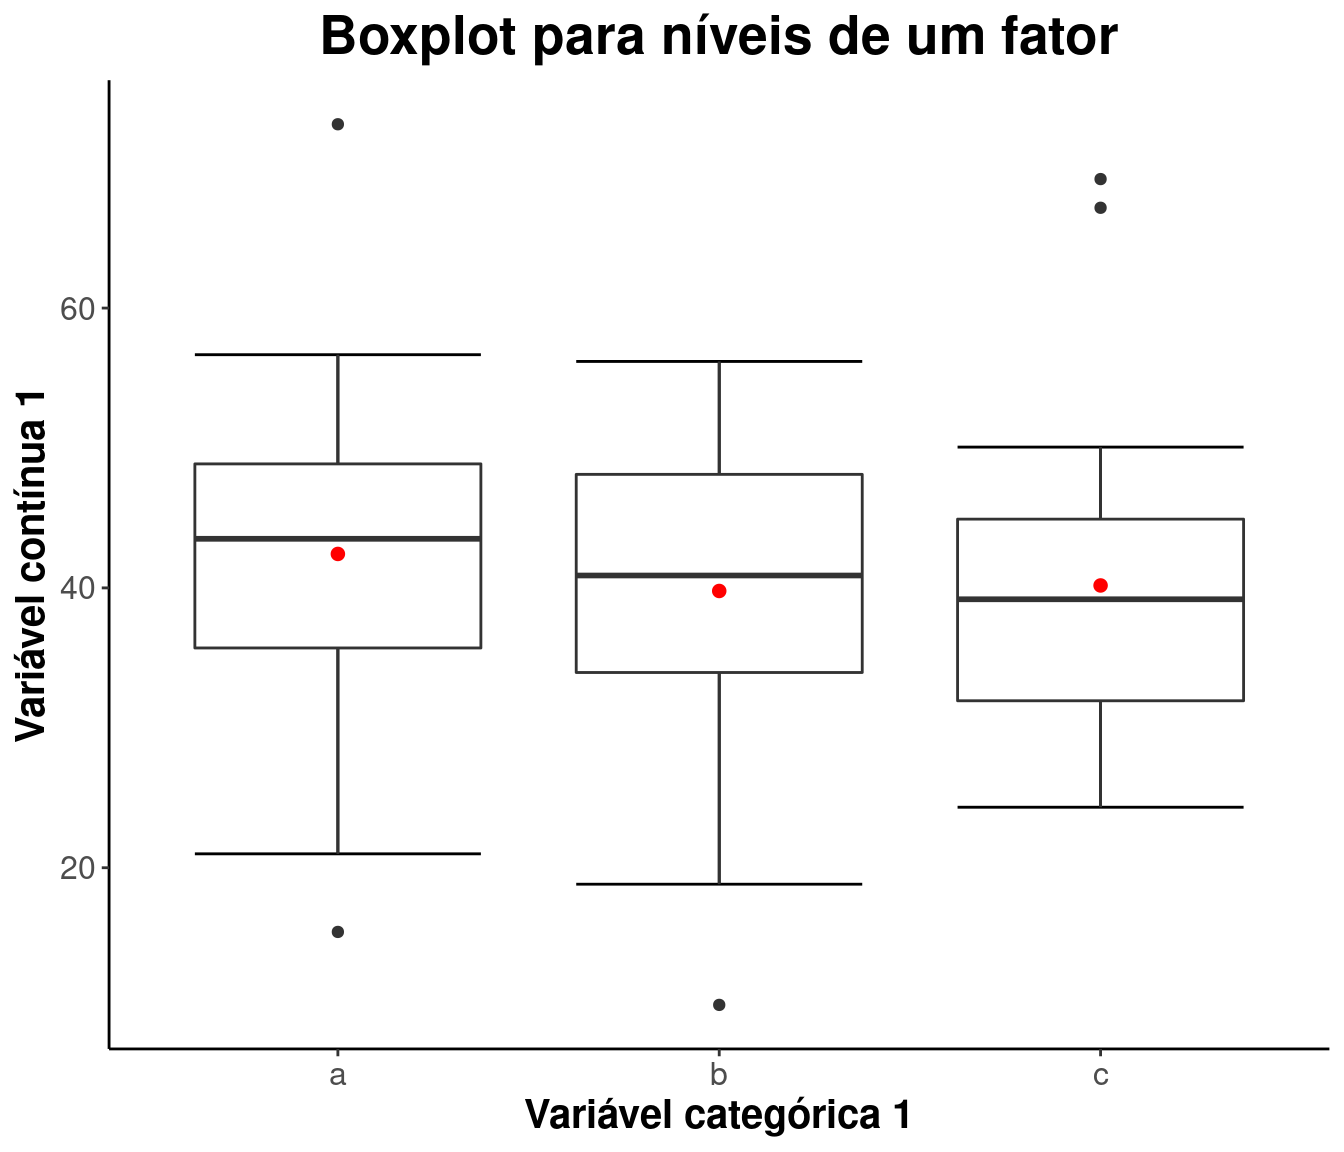 Boxplot para níveis de um fator
Variável contínua 1
60
40
20
a
b
c
Variável categórica 1